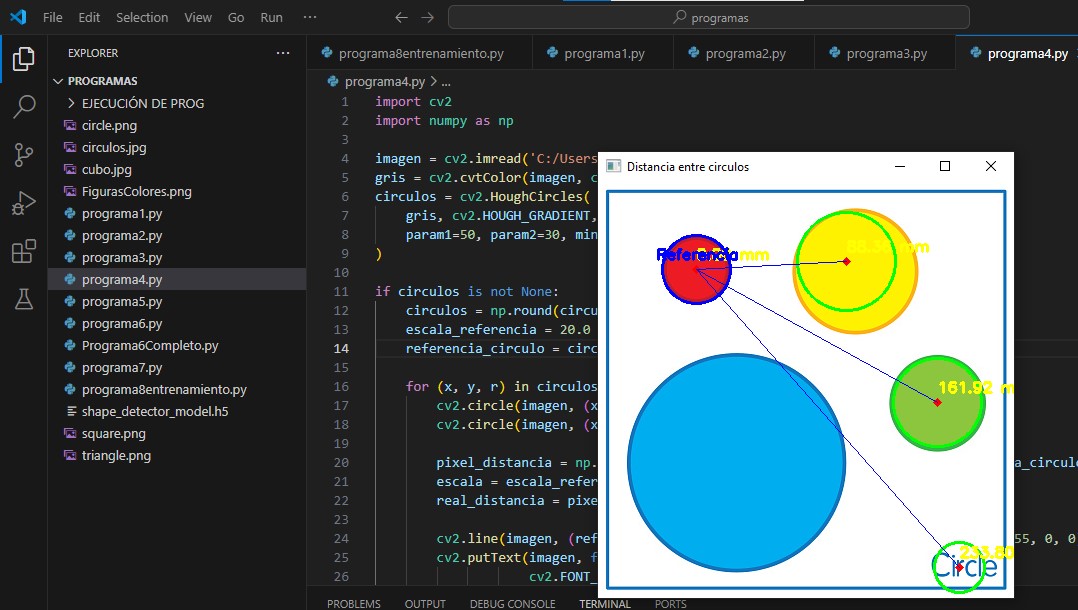 File Edit Selection View Go Run ··· programas
EXPLORER ···
PROGRAMAS
EJECUCIÓN DE PROG
circle.png
circulos.jpg
cubo.jpg
FigurasColores.png
programa1.py
programa2.py
programa3.py
programa4.py
programa5.py
programa6.py
Programa6Completo.py
programa7.py
programa8entrenamiento.py
shape_detector_model.h5
square.png
triangle.png
programa8entrenamiento.py programa1.py programa2.py programa3.py programa4.py
programa4.py > ...
1 import cv2
2 import numpy as np
3
4 imagen = cv2.imread('C:/Users
5 gris = cv2.cvtColor(imagen, c
6 circulos = cv2.HoughCircles(
7 gris, cv2.HOUGH_GRADIENT,
8 param1=50, param2=30, min
9 )
10
11 if circulos is not None:
12 circulos = np.round(circu
13 escala_referencia = 20.0
14 referencia_circulo = circ
15
16 for (x, y, r) in circulos
17 cv2.circle(imagen, (x
18 cv2.circle(imagen, (x
19
20 pixel_distancia = np. a_circulo
21 escala = escala_refer
22 real_distancia = pixe
23
24 cv2.line(imagen, (ref 55, 0, 0
25 cv2.putText(imagen, f
26 cv2.FONT_
Distancia entre circulos
Referencia mm
mm
161.92 m
Circle
PROBLEMS OUTPUT DEBUG CONSOLE TERMINAL PORTS